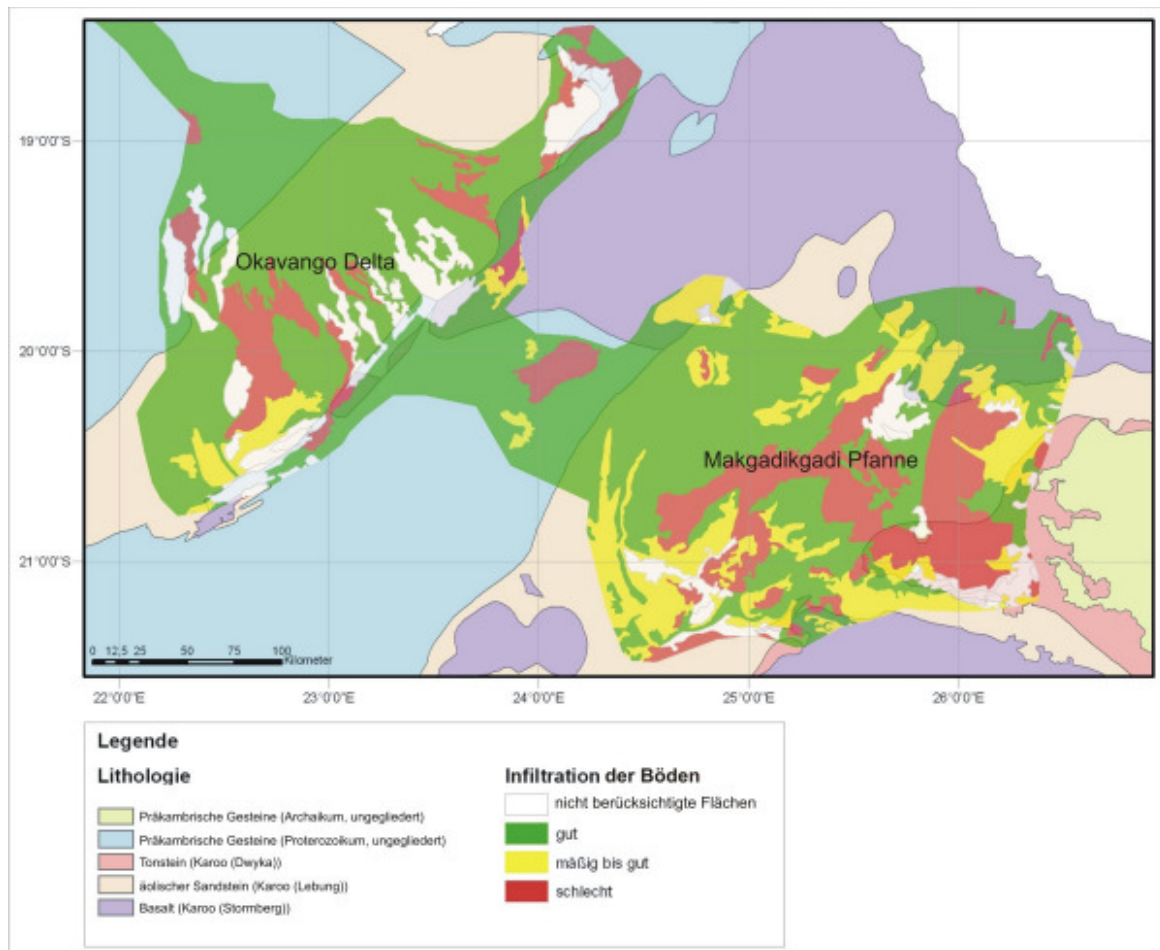 19°0'0"S
Okavango Delta
20°0'0"S
Makgadikgadi Pfanne
21°0'0"S
0 12,5 25 50 75 100
Kilometer
22°0'0"E 23°0'0"E 24°0'0"E 25°0'0"E 26°0'0"E
Legende
Lithologie
Präkambrische Gesteine (Archaikum, ungegliedert)
Präkambrische Gesteine (Proterozoikum, ungegliedert)
Tonstein (Karoo (Dwyka))
äolischer Sandstein (Karoo (Lebung))
Basalt (Karoo (Stormberg))
Infiltration der Böden
nicht berücksichtigte Flächen
gut
mäßig bis gut
schlecht